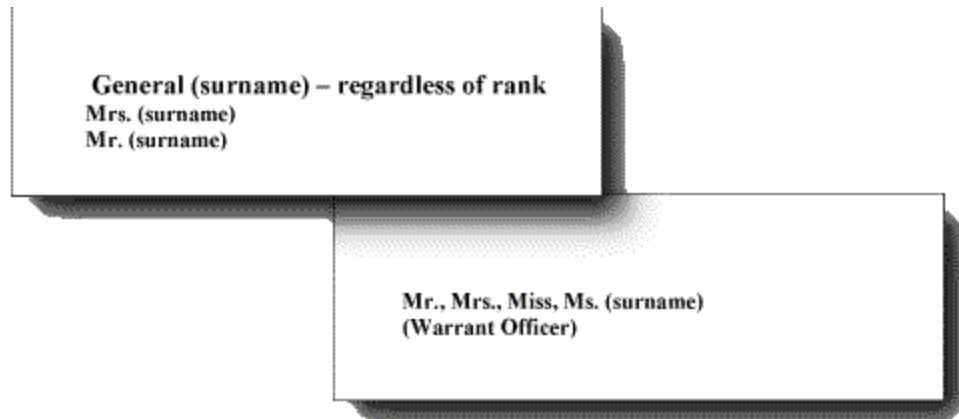 General (surname) – regardless of rank
Mrs. (surname)
Mr. (surname)
Mr., Mrs., Miss, Ms. (surname)
(Warrant Officer)